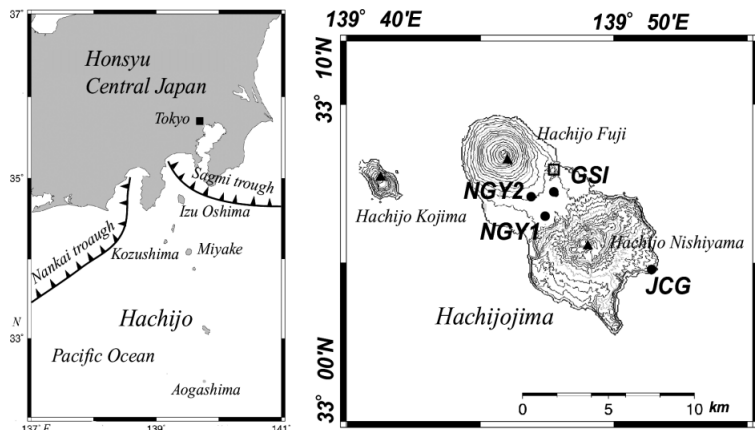 37°
Honsyu
Central Japan
Tokyo
35°
Sagmi trough
Izu Oshima
Nankai troaugh
Kozushima
Miyake
Hachijo
N
33°
Pacific Ocean
Aogashima
137° E
139°
141°
139° 40'E
139° 50'E
33° 10'N
Hachijo Fuji
GSI
NGY2
Hachijo Kojima
NGY1
Hachijo Nishiyama
JCG
Hachijojima
33° 00'N
0 5 10 km